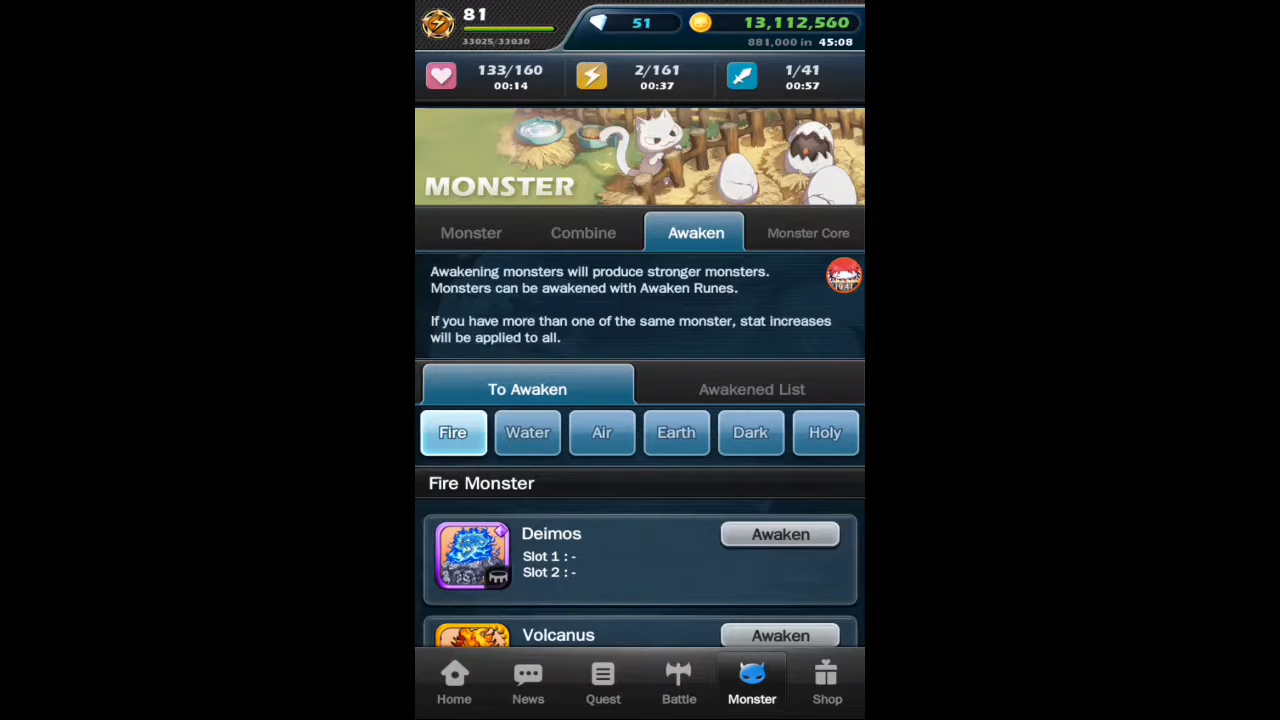 81
33025/33030
51
13,112,560
881,000 in 45:08
133/160
00:14
2/161
00:37
1/41
00:57
MONSTER
Monster
Combine
Awaken
Monster Core
Awakening monsters will produce stronger monsters.
Monsters can be awakened with Awaken Runes.
If you have more than one of the same monster, stat increases
will be applied to all.
19:41
To Awaken
Awakened List
Fire
Water
Air
Earth
Dark
Holy
Fire Monster
Deimos
Slot 1 : -
Slot 2 : -
Awaken
Volcanus
Awaken
Home
News
Quest
Battle
Monster
Shop